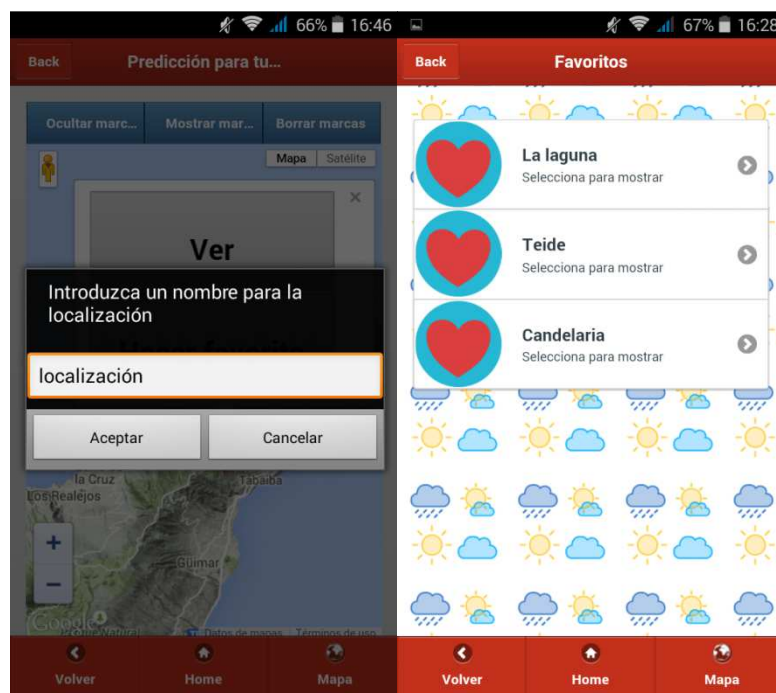 66% 16:46
Back
Predicción para tu...
Ocultar marc...
Mostrar mar...
Borrar marcas
Mapa
Satélite
Ver
Introduzca un nombre para la
localización
localización
Aceptar
Cancelar
la Cruz
Tabaiba
Los Realejos
Güimar
Google
Datos de mapas
Términos de uso
Volver
Home
Mapa
67% 16:28
Back
Favoritos
La laguna
Selecciona para mostrar
Teide
Selecciona para mostrar
Candelaria
Selecciona para mostrar
Volver
Home
Mapa